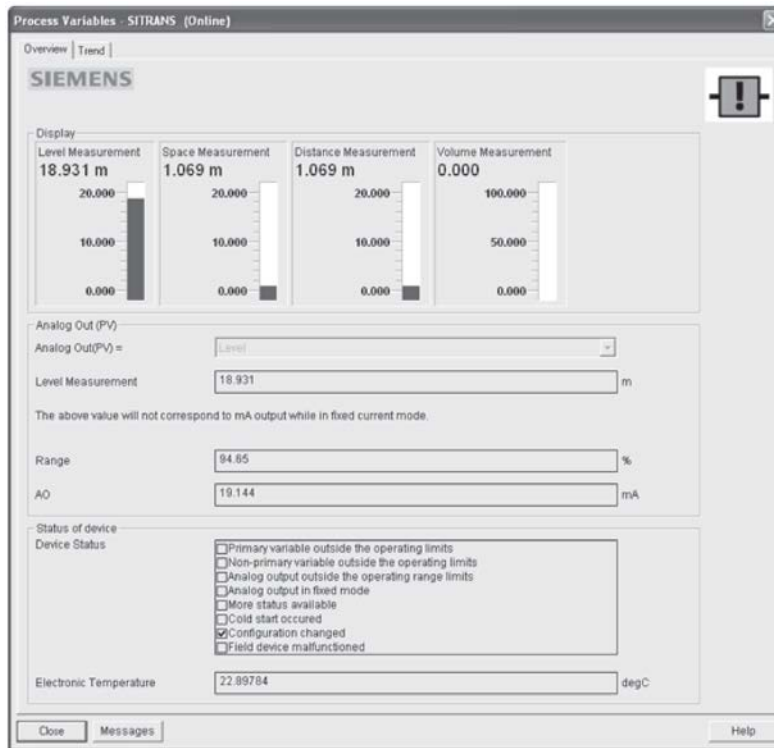 Process Variables - SITRANS (Online)
Overview Trend
SIEMENS
Display
Level Measurement Space Measurement Distance Measurement Volume Measurement
18.931 m 1.069 m 1.069 m 0.000
20.000 20.000 20.000 100.000
10.000 10.000 10.000 50.000
0.000 0.000 0.000 0.000
Analog Out (PV)
Analog Out(PV) = Level
Level Measurement 18.931 m
The above value will not correspond to mA output while in fixed current mode.
Range 94.65 %
AO 19.144 mA
Status of device
Device Status
Primary variable outside the operating limits
Non-primary variable outside the operating limits
Analog output outside the operating range limits
Analog output in fixed mode
More status available
Cold start occured
Configuration changed
Field device malfunctioned
Electronic Temperature 22.89784 degC
Close Messages Help